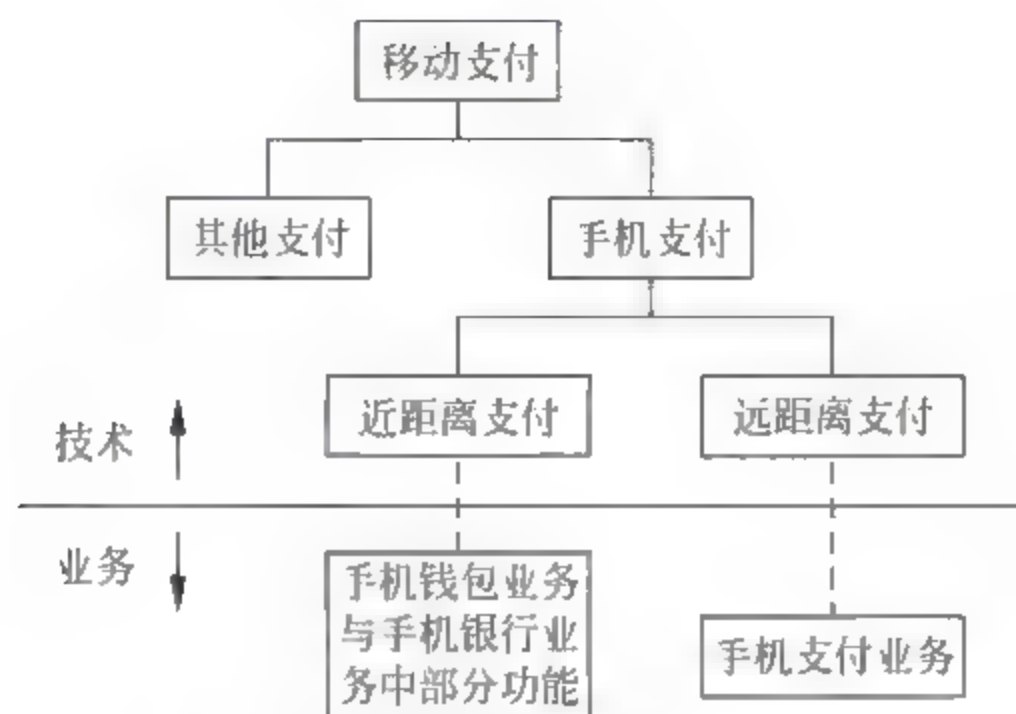 移动支付
其他支付
手机支付
近距离支付
远距离支付
技术
业务
手机钱包业务
与手机银行业
务中部分功能
手机支付业务